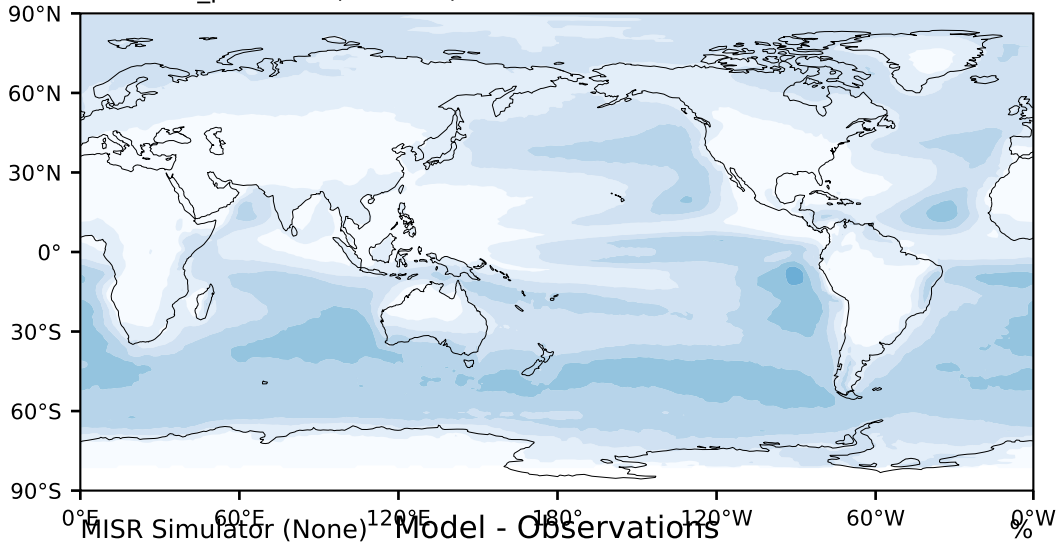 90°N
60°N
30°N
0°
30°S
60°S
90°S
0°E 60°E 120°E 180°W 120°W 60°W 0°W
MISR Simulator (None) Model - Observations %